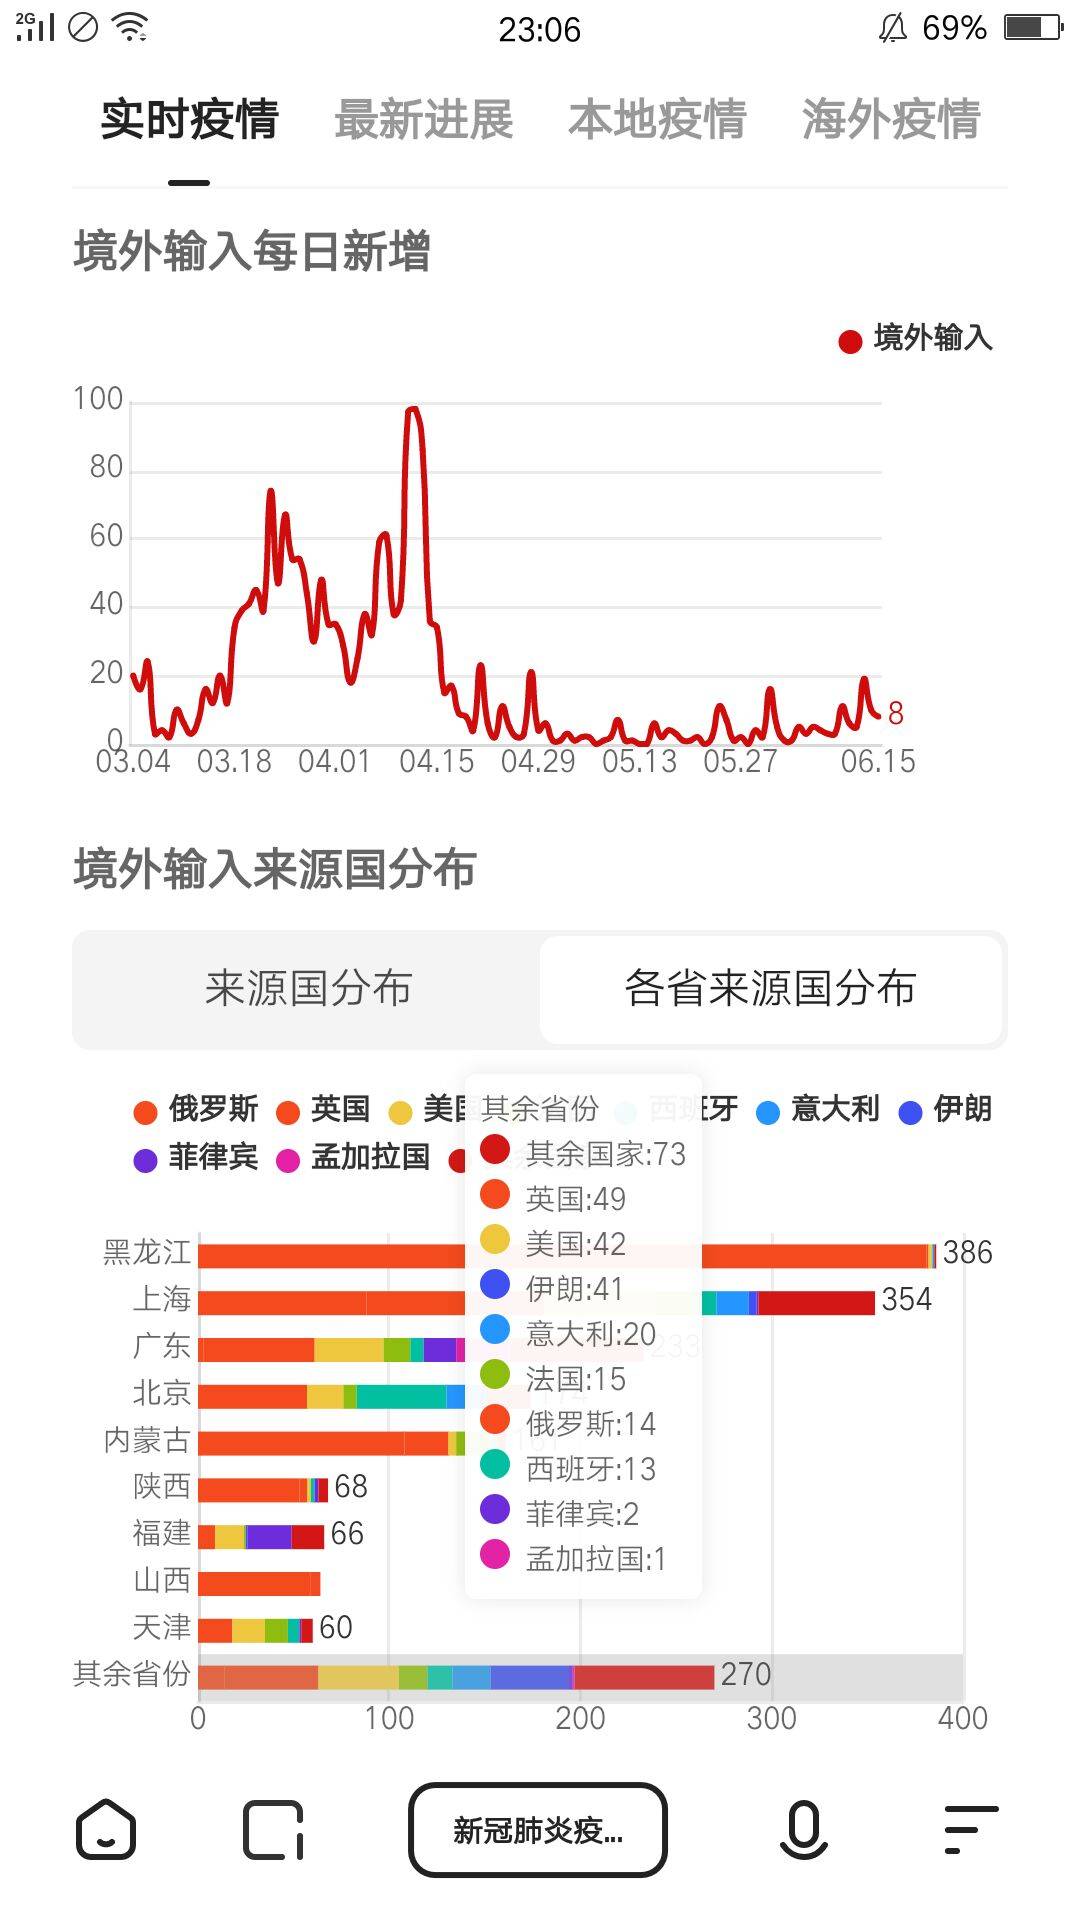 2G 23:06 69%
实时疫情 最新进展 本地疫情 海外疫情
境外输入每日新增
境外输入
100
80
60
40
20
0
8
03.04 03.18 04.01 04.15 04.29 05.13 05.27 06.15
境外输入来源国分布
来源国分布 各省来源国分布
俄罗斯 英国 美国 西班牙 意大利 伊朗
菲律宾 孟加拉国
其余省份
其余国家:73
英国:49
美国:42
伊朗:41
意大利:20
法国:15
俄罗斯:14
西班牙:13
菲律宾:2
孟加拉国:1
黑龙江 386
上海 354
广东 233
北京
内蒙古 161
陕西 68
福建 66
山西
天津 60
其余省份 270
0 100 200 300 400
新冠肺炎疫...